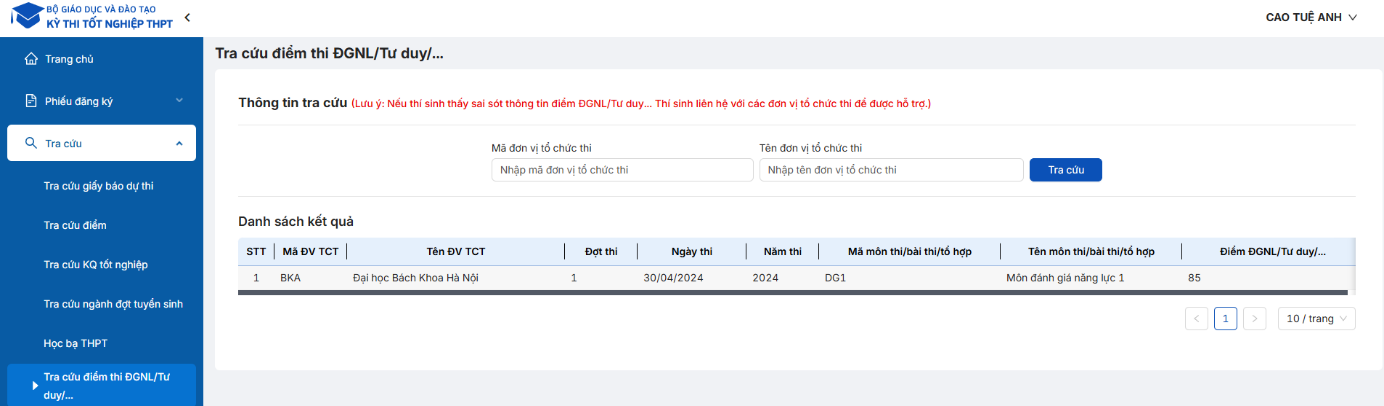 BỘ GIÁO DỤC VÀ ĐÀO TẠO
KỲ THI TỐT NGHIỆP THPT
CAO TUỆ ANH
Trang chủ
Phiếu đăng ký
Tra cứu
Tra cứu giấy báo dự thi
Tra cứu điểm
Tra cứu KQ tốt nghiệp
Tra cứu ngành đợt tuyển sinh
Học bạ THPT
Tra cứu điểm thi ĐGNL/Tư
duy/...
Tra cứu điểm thi ĐGNL/Tư duy/...
Thông tin tra cứu (Lưu ý: Nếu thí sinh thấy sai sót thông tin điểm ĐGNL/Tư duy... Thí sinh liên hệ với các đơn vị tổ chức thi để được hỗ trợ.)
Mã đơn vị tổ chức thi Tên đơn vị tổ chức thi
Nhập mã đơn vị tổ chức thi Nhập tên đơn vị tổ chức thi Tra cứu
Danh sách kết quả
STT Mã ĐV TCT Tên ĐV TCT Đợt thi Ngày thi Năm thi Mã môn thi/bài thi/tổ hợp Tên môn thi/bài thi/tổ hợp Điểm ĐGNL/Tư duy/...
1 BKA Đại học Bách Khoa Hà Nội 1 30/04/2024 2024 DG1 Môn đánh giá năng lực 1 85
< 1 > 10 / trang